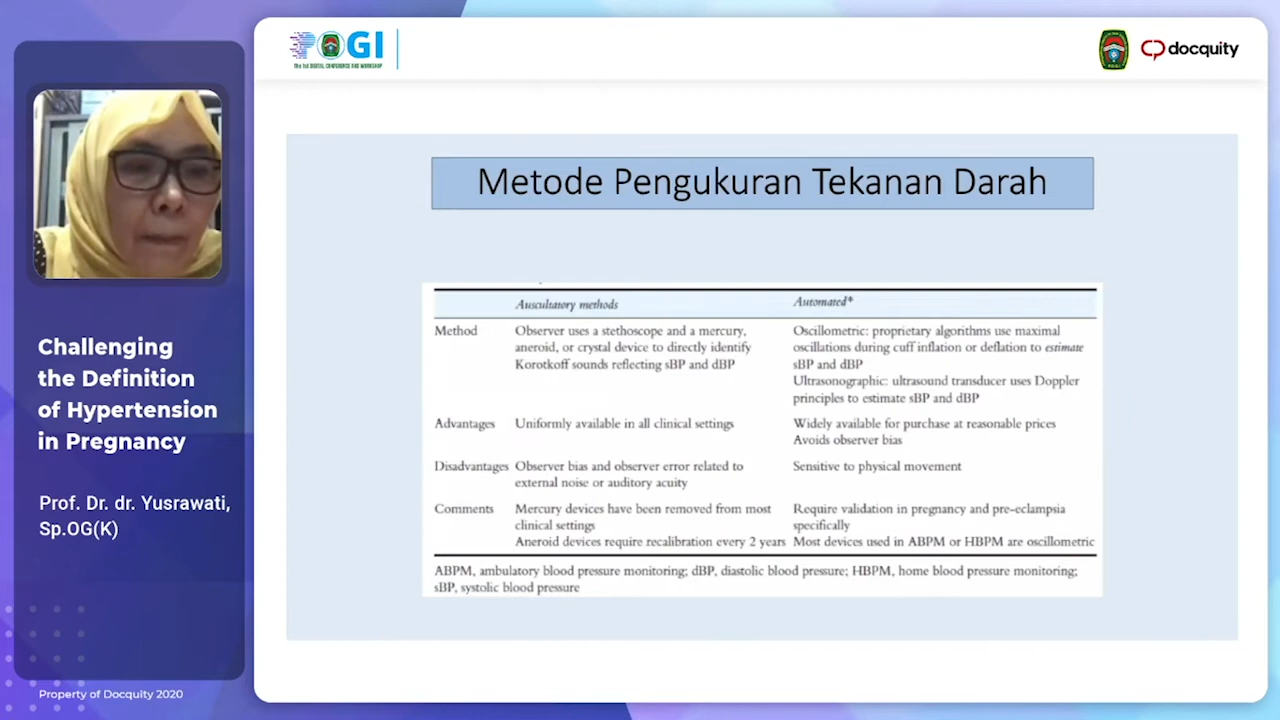 POGI
The 1st DIGITAL CONFERENCE AND WORKSHOP
docquity
Metode Pengukuran Tekanan Darah
Auscultatory methods Automated*
Method Observer uses a stethoscope and a mercury, Oscillometric: proprietary algorithms use maximal
aneroid, or crystal device to directly identify oscillations during cuff inflation or deflation to estimate
Korotkoff sounds reflecting sBP and dBP sBP and dBP
Ultrasonographic: ultrasound transducer uses Doppler
principles to estimate sBP and dBP
Advantages Uniformly available in all clinical settings Widely available for purchase at reasonable prices
Avoids observer bias
Disadvantages Observer bias and observer error related to Sensitive to physical movement
external noise or auditory acuity
Comments Mercury devices have been removed from most Require validation in pregnancy and pre-eclampsia
clinical settings specifically
Aneroid devices require recalibration every 2 years Most devices used in ABPM or HBPM are oscillometric
ABPM, ambulatory blood pressure monitoring; dBP, diastolic blood pressure; HBPM, home blood pressure monitoring;
sBP, systolic blood pressure
Challenging
the Definition
of Hypertension
in Pregnancy
Prof. Dr. dr. Yusrawati,
Sp.OG(K)
Property of Docquity 2020